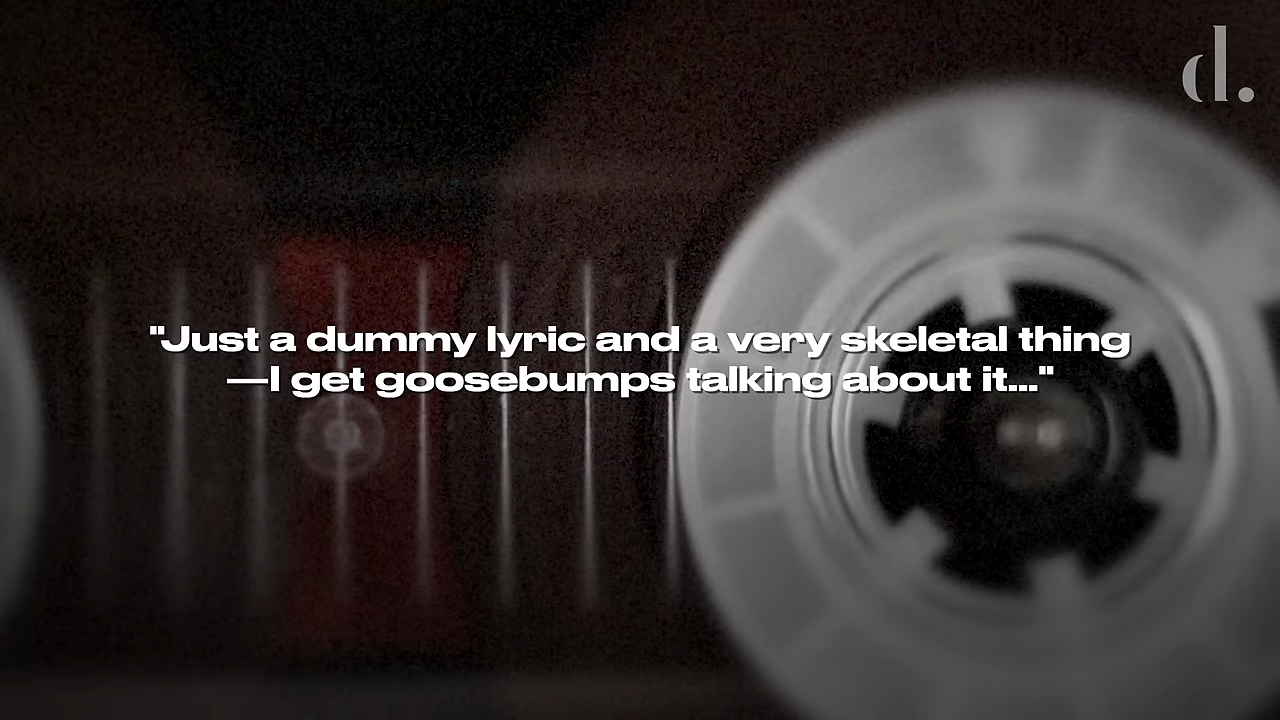 d.
"Just a dummy lyric and a very skeletal thing
—I get goosebumps talking about it..."